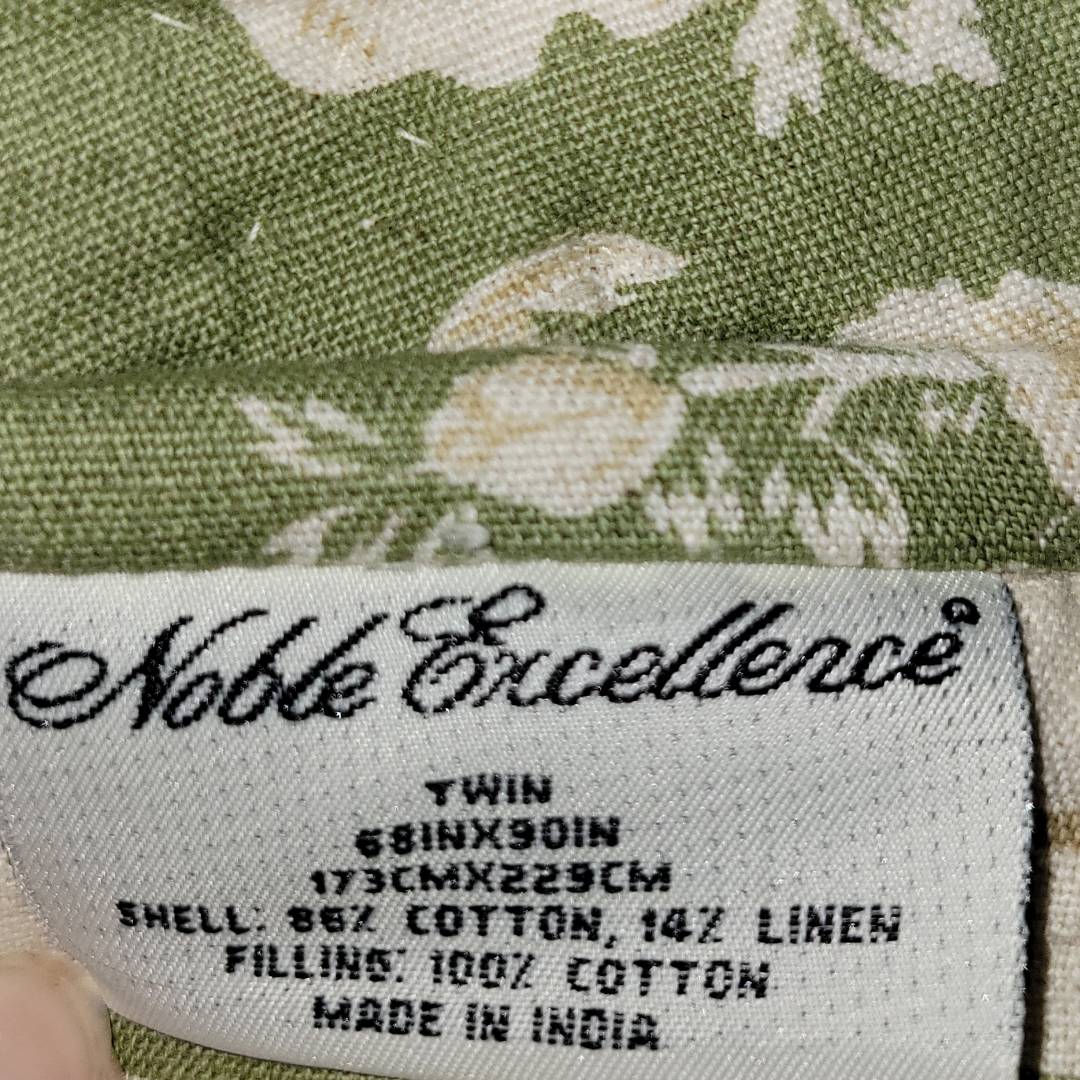 Noble Excellence®
TWIN
68INX90IN
173CMX229CM
SHELL: 86% COTTON, 14% LINEN
FILLING: 100% COTTON
MADE IN INDIA